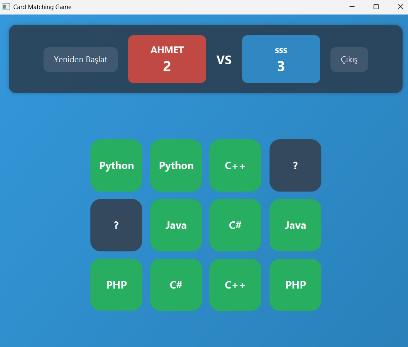 Card Matching Game
Yeniden Başlat
AHMET
2
VS
sss
3
Çıkış
Python Python C++ ?
? Java C# Java
PHP C# C++ PHP